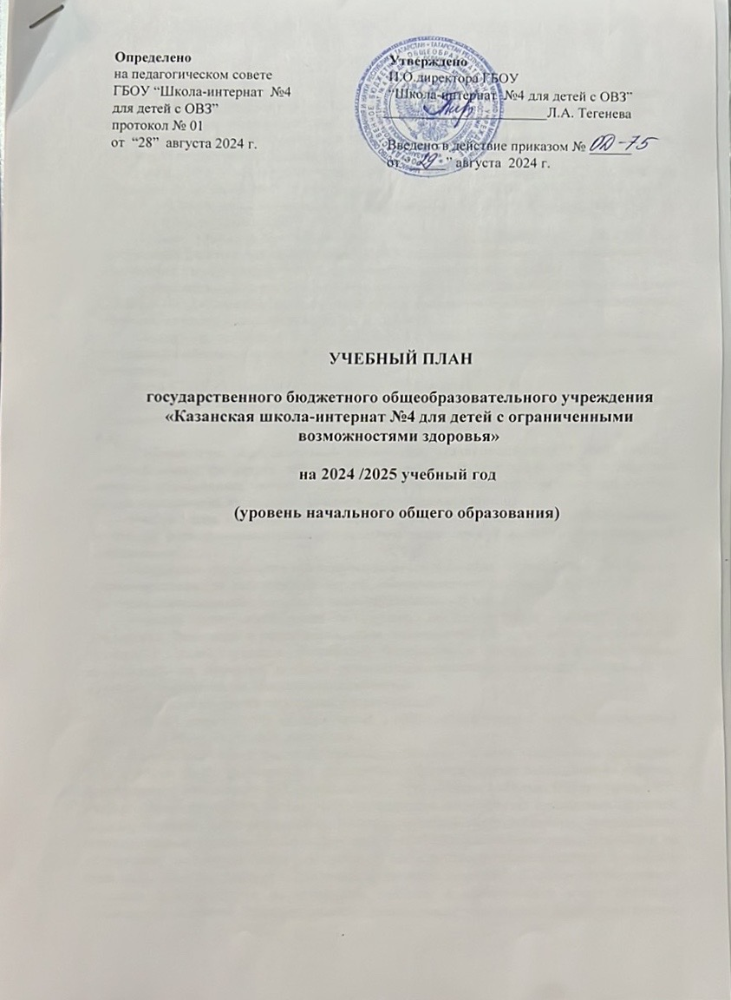 Определено
на педагогическом совете
ГБОУ “Школа-интернат №4
для детей с ОВЗ”
протокол № 01
от “28” августа 2024 г.
Утверждено
И.О.директора ГБОУ
“Школа-интернат №4 для детей с ОВЗ”
Л.А. Тегенева
Введено в действие приказом № ОД-75
от “29” августа 2024 г.
УЧЕБНЫЙ ПЛАН
государственного бюджетного общеобразовательного учреждения
«Казанская школа-интернат №4 для детей с ограниченными
возможностями здоровья»
на 2024 /2025 учебный год
(уровень начального общего образования)